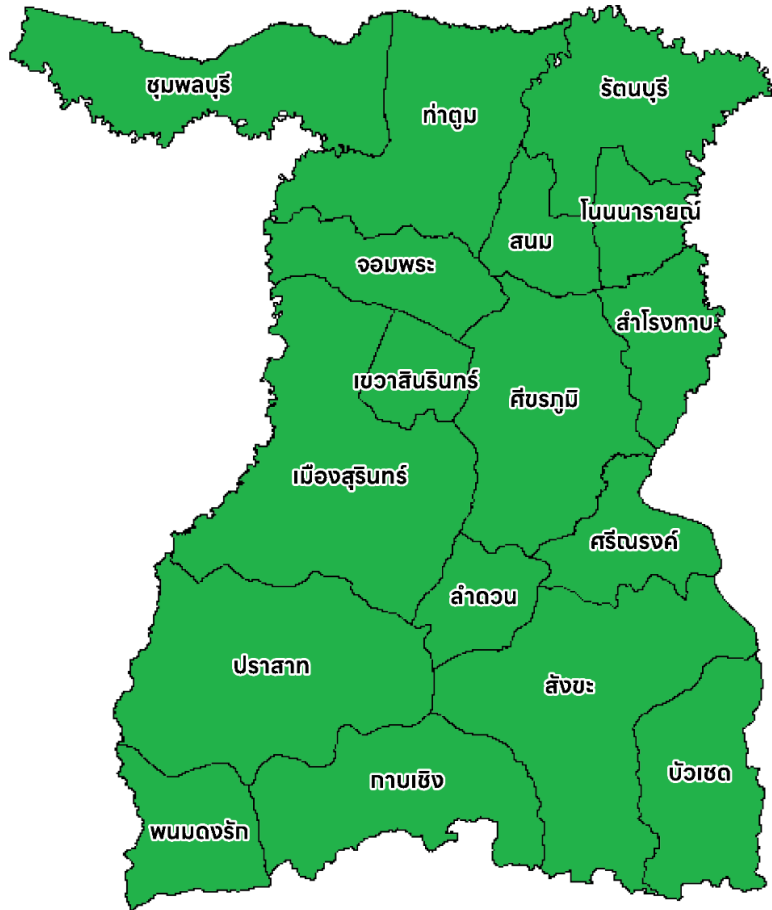 ชุมพลบุรี
ท่าตูม
รัตนบุรี
โนนนารายณ์
สนม
จอมพระ
สำโรงทาบ
เขวาสินรินทร์
ศีขรภูมิ
เมืองสุรินทร์
ศรีณรงค์
ลำดวน
ปราสาท
สังขะ
บัวเชด
กาบเชิง
พนมดงรัก